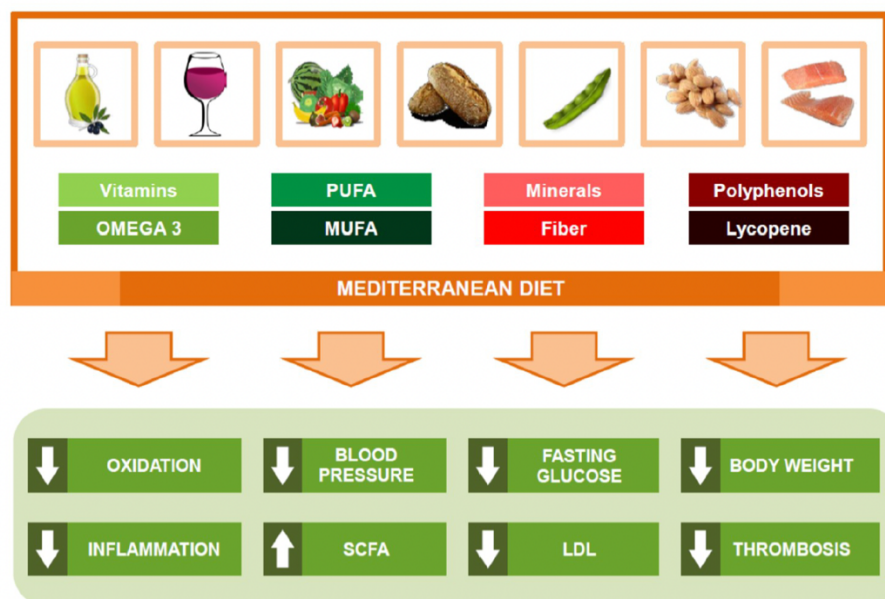 Vitamins
PUFA
Minerals
Polyphenols
OMEGA 3
MUFA
Fiber
Lycopene
MEDITERRANEAN DIET
OXIDATION
BLOOD
PRESSURE
FASTING
GLUCOSE
BODY WEIGHT
INFLAMMATION
SCFA
LDL
THROMBOSIS